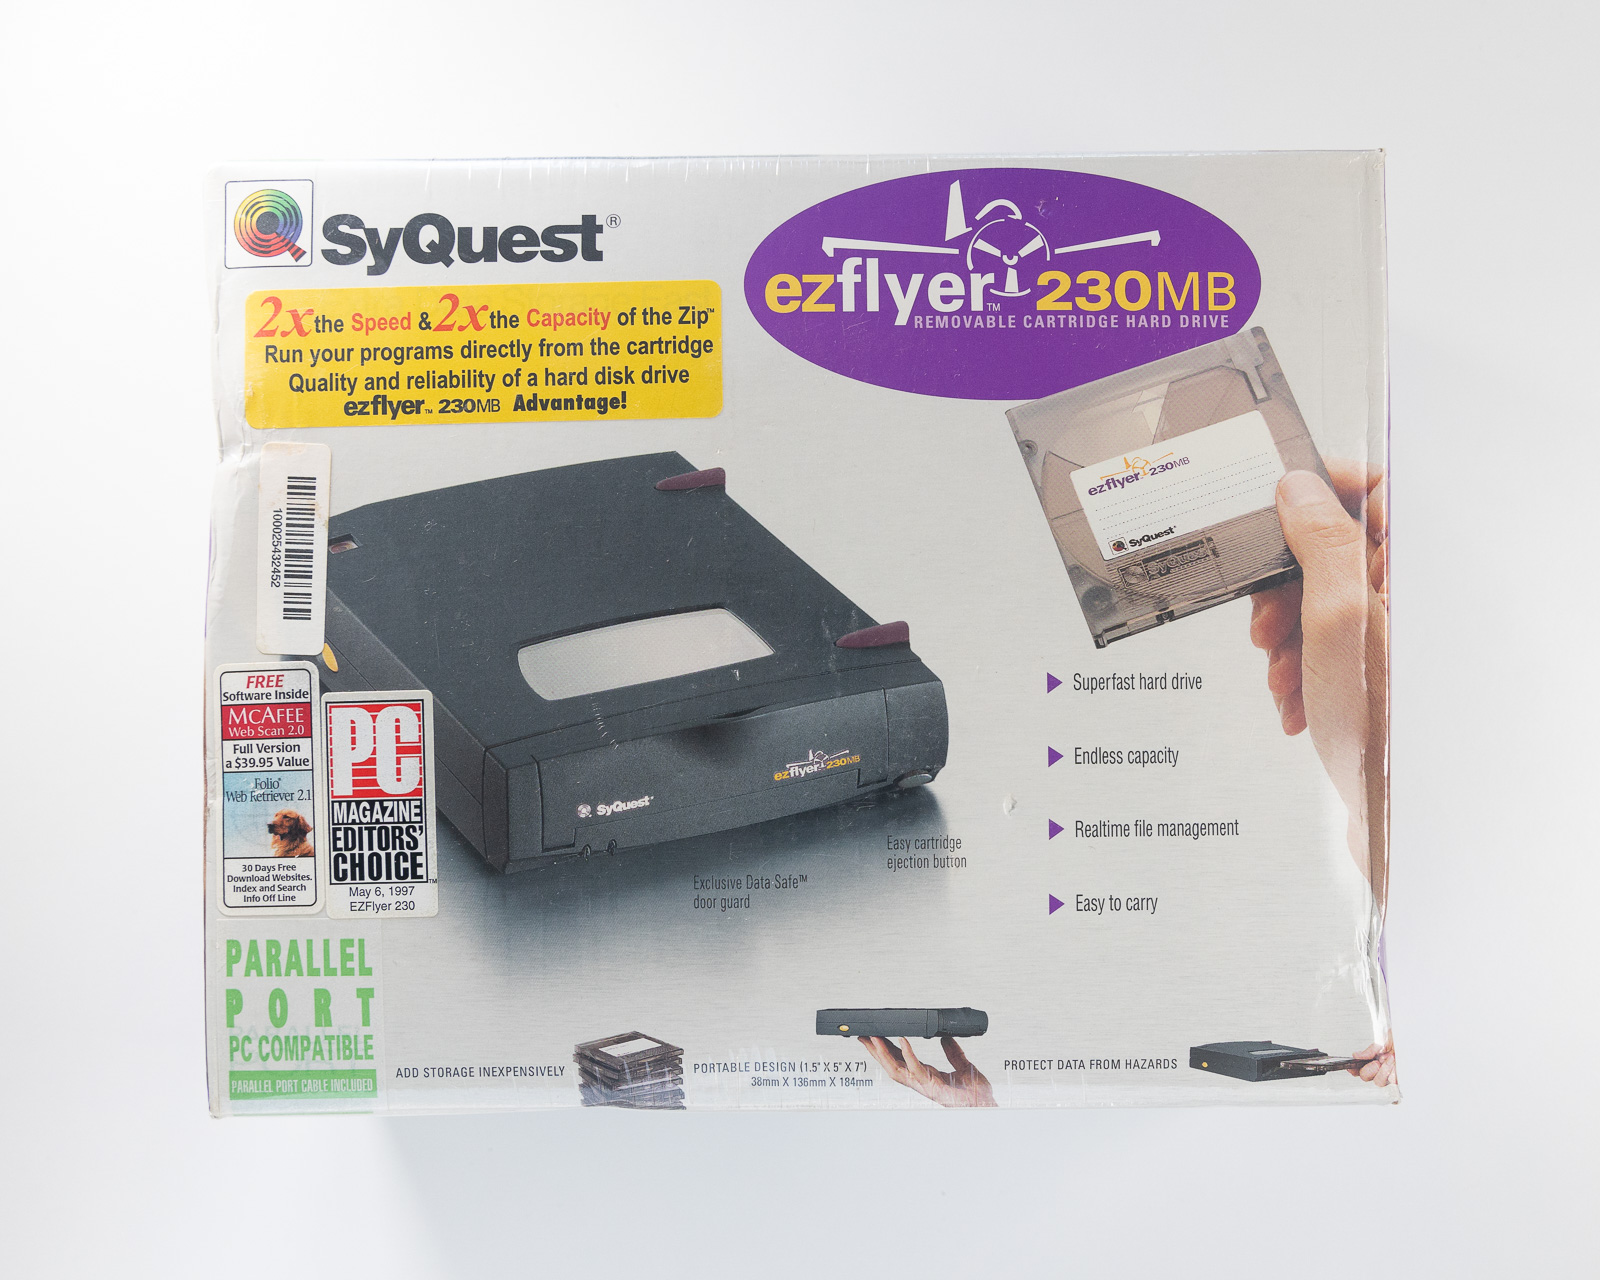 SyQuest®
ezflyer™ 230MB
REMOVABLE CARTRIDGE HARD DRIVE
2x the Speed & 2x the Capacity of the Zip™
Run your programs directly from the cartridge
Quality and reliability of a hard disk drive
ezflyer™ 230MB Advantage!
ezflyer 230MB
SyQuest
SyQuest
10002543452
ezflyer 230MB
SyQuest
Superfast hard drive
Endless capacity
Realtime file management
Easy to carry
Easy cartridge
ejection button
Exclusive Data Safe™
door guard
FREE
Software Inside
McAFEE
Web Scan 2.0
Full Version
a $39.95 Value
Folio®
Web Retriever 2.1
30 Days Free
Download Websites.
Index and Search
Info Off Line
PC
MAGAZINE
EDITORS'
CHOICE™
May 6, 1997
EZFlyer 230
PARALLEL
PORT
PC COMPATIBLE
PARALLEL PORT CABLE INCLUDED
ADD STORAGE INEXPENSIVELY
PORTABLE DESIGN (1.5" X 5" X 7")
38mm X 136mm X 184mm
PROTECT DATA FROM HAZARDS